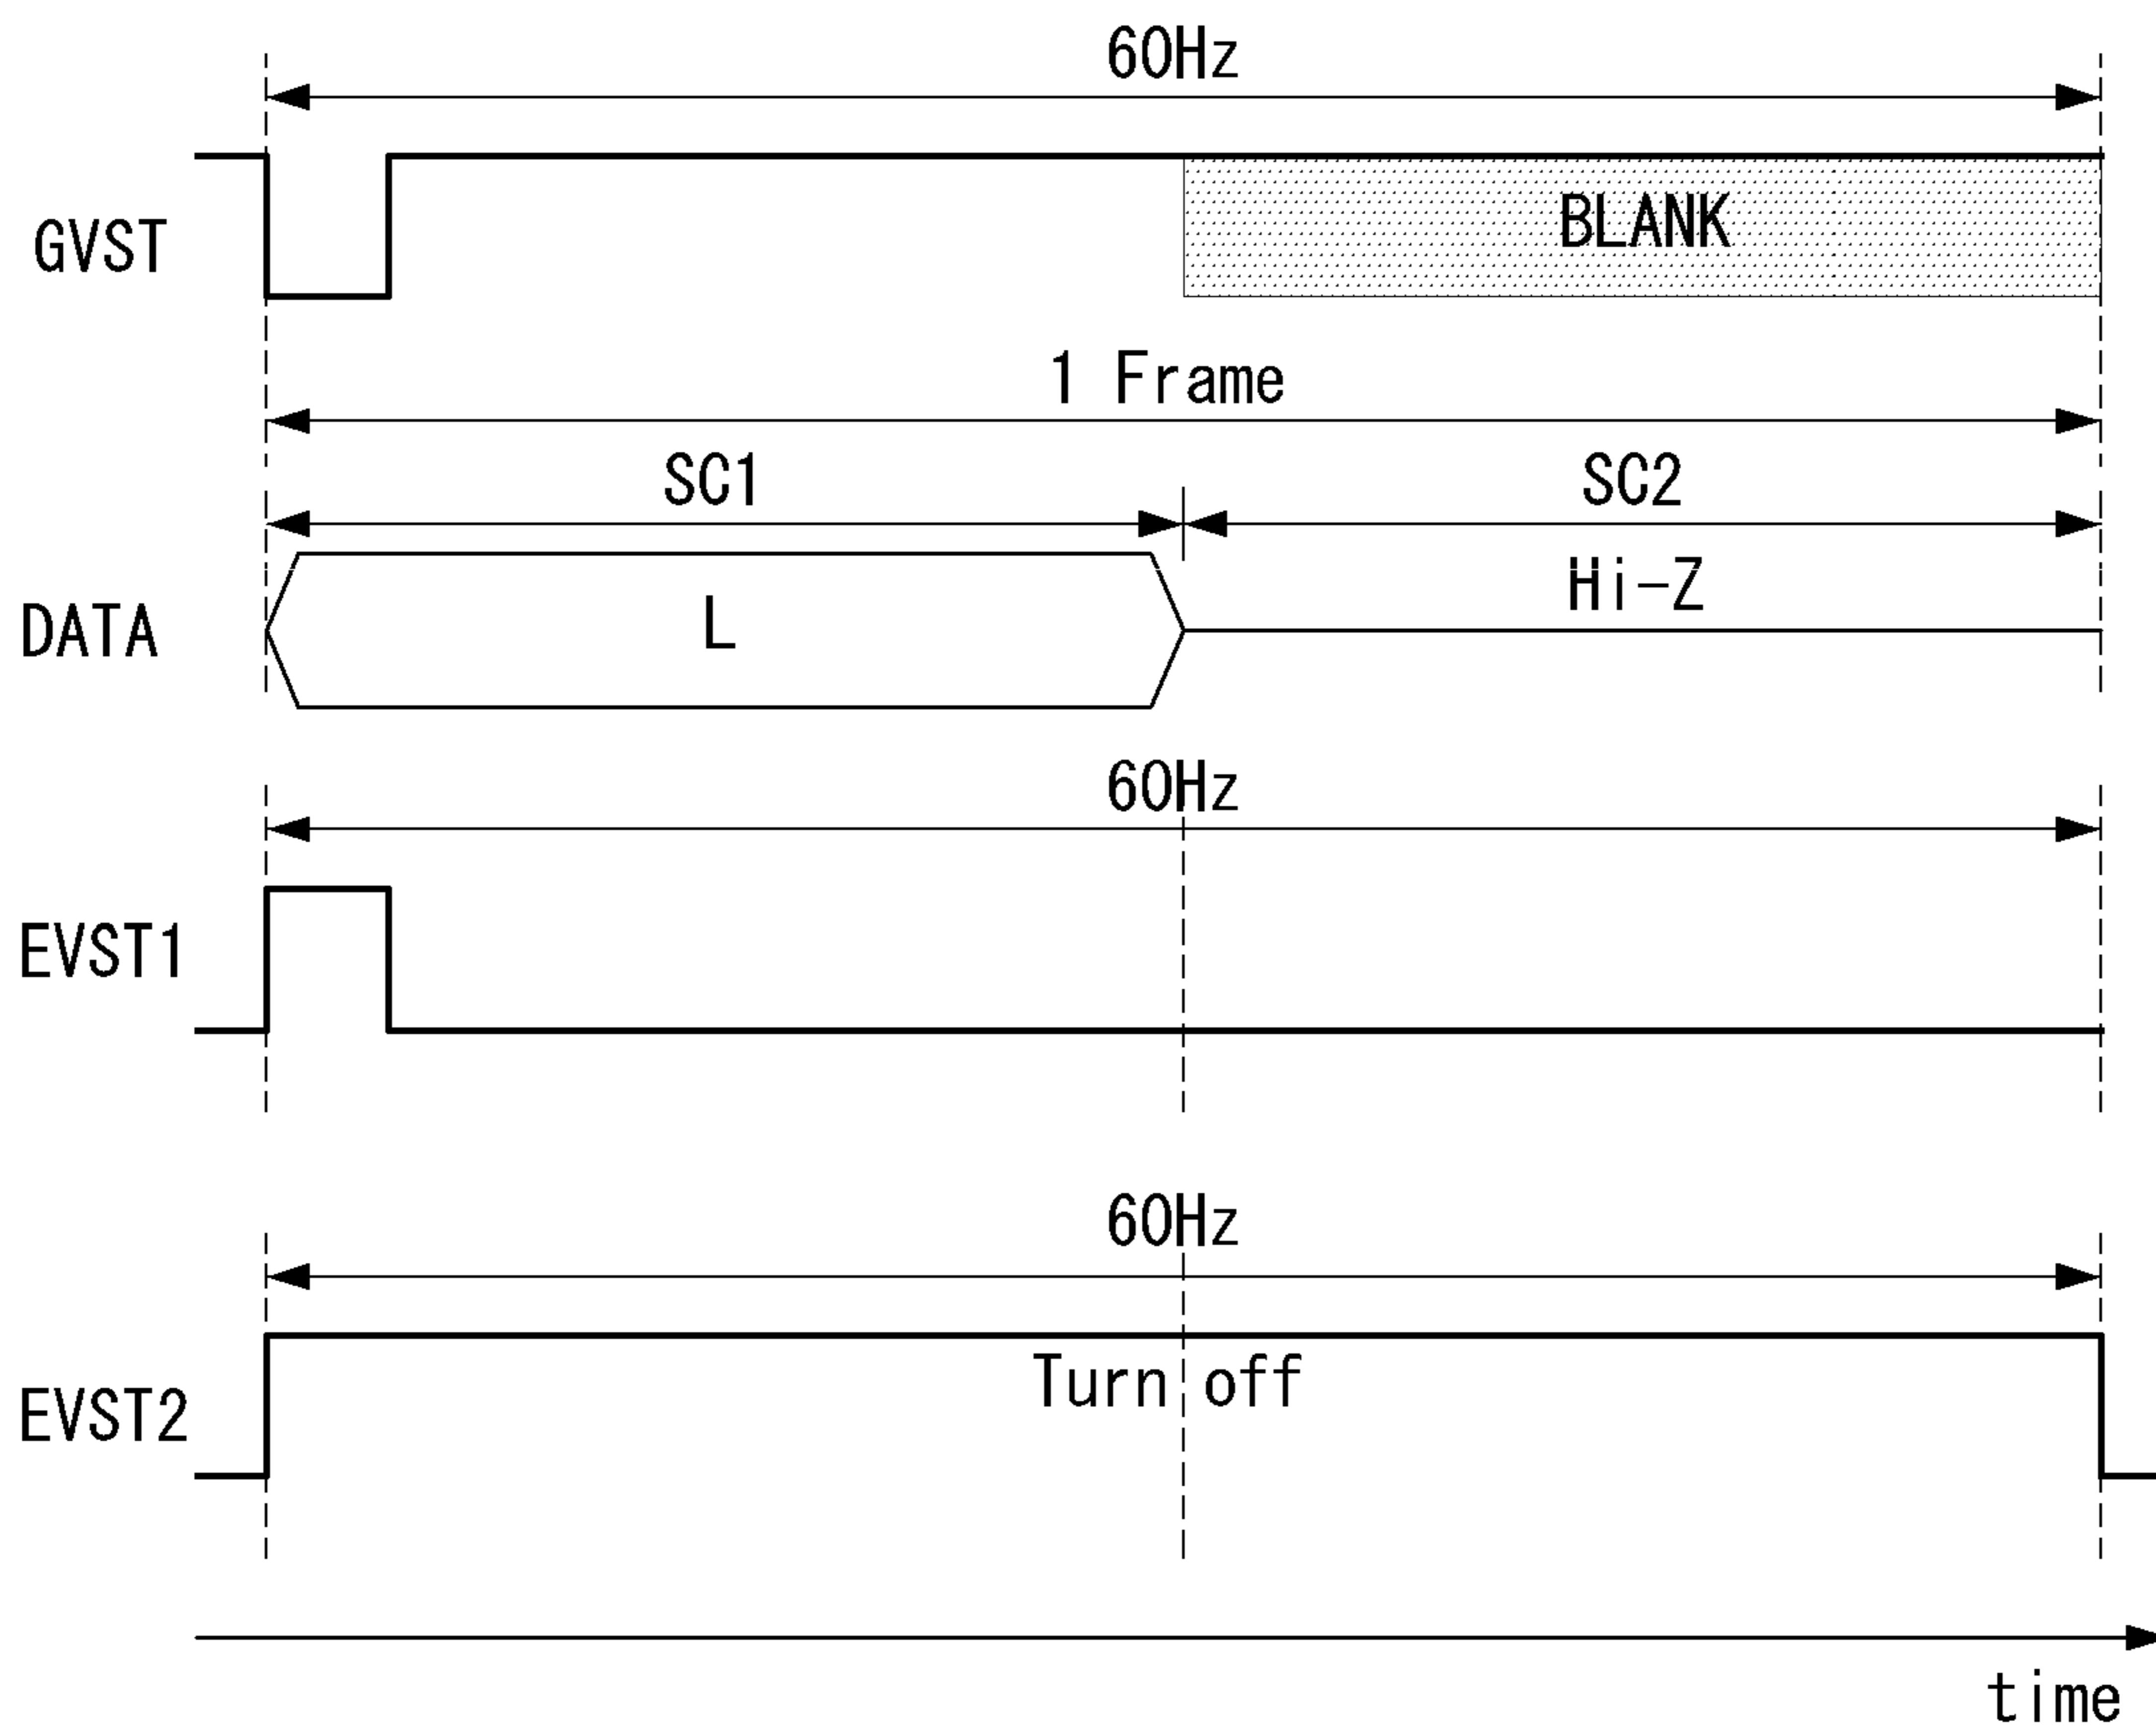 60Hz
GVST
BLANK
1 Frame
SC1
SC2
DATA
L
Hi-Z
60Hz
EVST1
60Hz
EVST2
Turn off
time